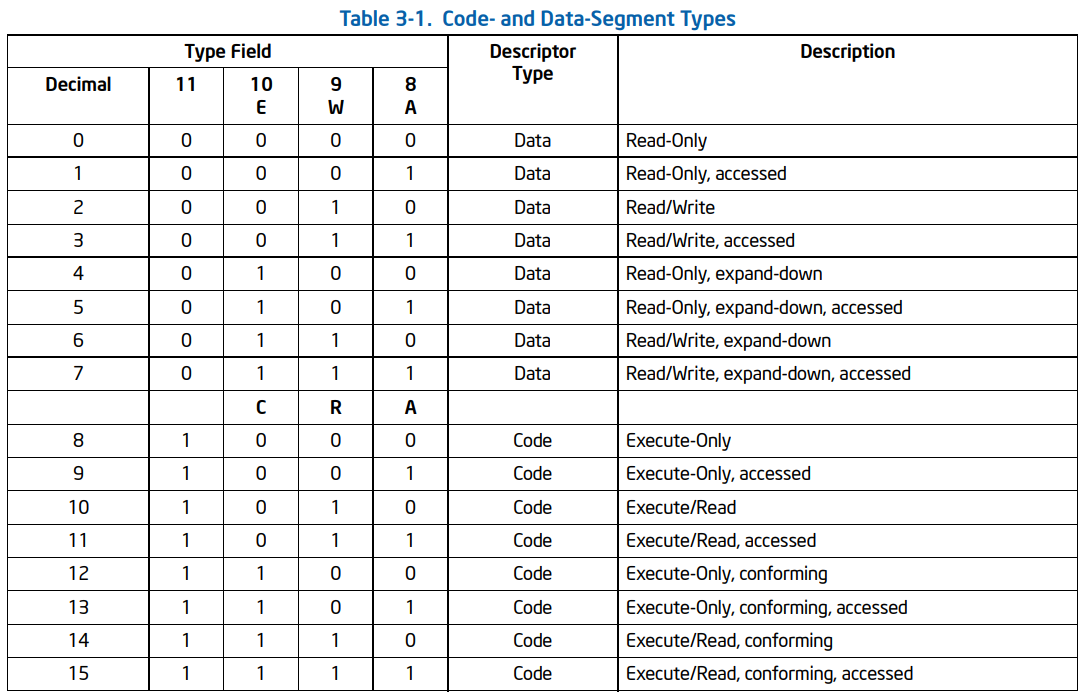 Table 3-1. Code- and Data-Segment Types
Type Field Descriptor Type Description
Decimal 11 10 E 9 W 8 A
0 0 0 0 0 Data Read-Only
1 0 0 0 1 Data Read-Only, accessed
2 0 0 1 0 Data Read/Write
3 0 0 1 1 Data Read/Write, accessed
4 0 1 0 0 Data Read-Only, expand-down
5 0 1 0 1 Data Read-Only, expand-down, accessed
6 0 1 1 0 Data Read/Write, expand-down
7 0 1 1 1 Data Read/Write, expand-down, accessed
C R A
8 1 0 0 0 Code Execute-Only
9 1 0 0 1 Code Execute-Only, accessed
10 1 0 1 0 Code Execute/Read
11 1 0 1 1 Code Execute/Read, accessed
12 1 1 0 0 Code Execute-Only, conforming
13 1 1 0 1 Code Execute-Only, conforming, accessed
14 1 1 1 0 Code Execute/Read, conforming
15 1 1 1 1 Code Execute/Read, conforming, accessed